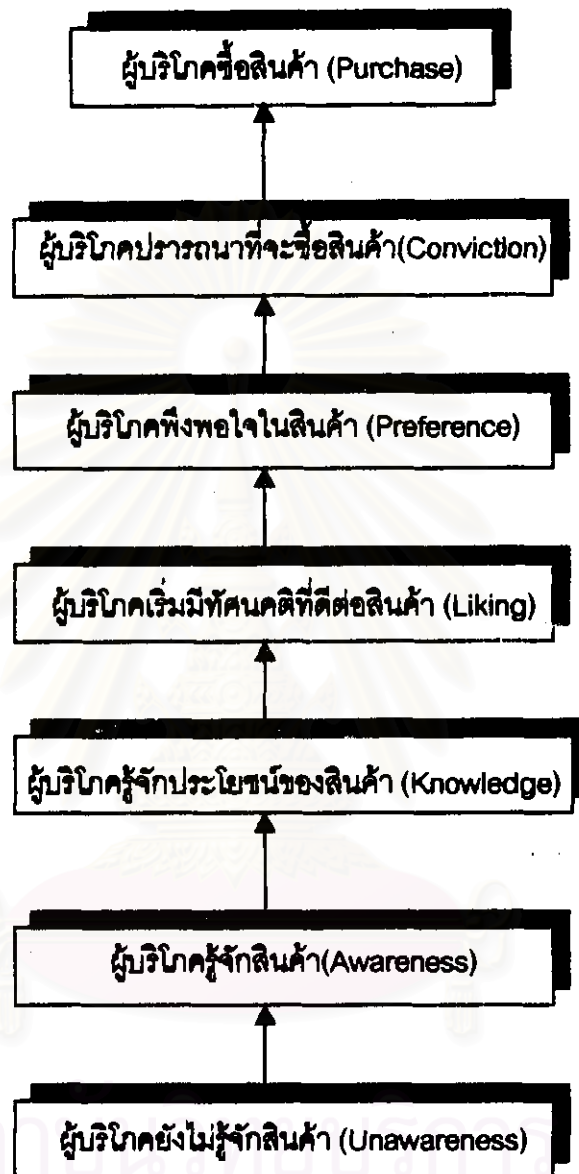 ผู้บริโภคซื้อสินค้า (Purchase)
ผู้บริโภคปรารถนาที่จะซื้อสินค้า(Conviction)
ผู้บริโภคพึงพอใจในสินค้า (Preference)
ผู้บริโภคเริ่มมีทัศนคติที่ดีต่อสินค้า (Liking)
ผู้บริโภครู้จักประโยชน์ของสินค้า (Knowledge)
ผู้บริโภครู้จักสินค้า(Awareness)
ผู้บริโภคยังไม่รู้จักสินค้า (Unawareness)